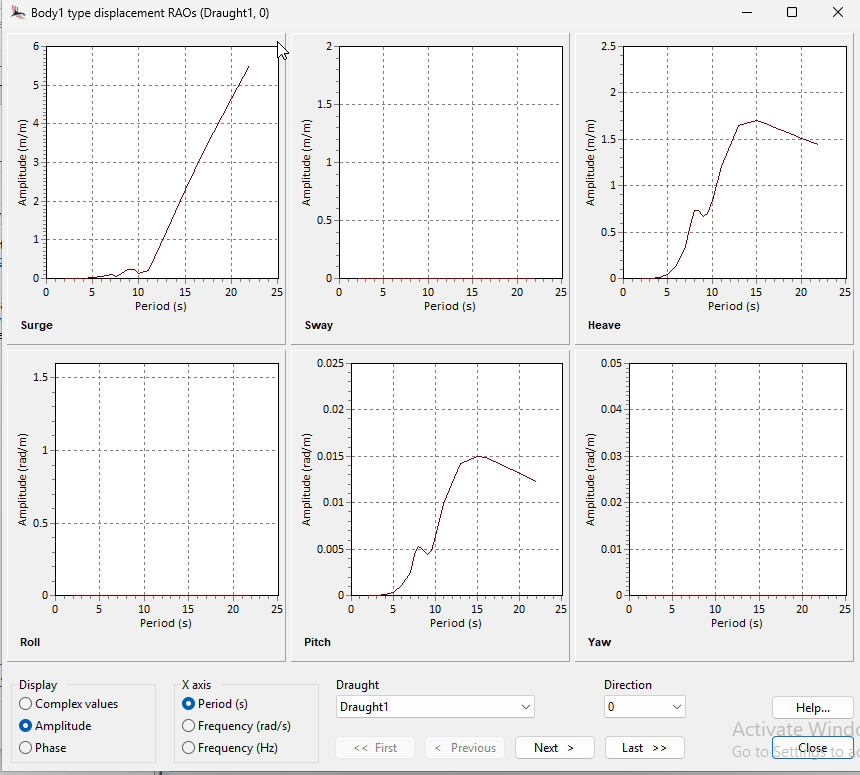 Body1 type displacement RAOs (Draught1, 0)
Amplitude (m/m)
6
5
4
3
2
1
0
0 5 10 15 20 25
Period (s)
Surge
Amplitude (m/m)
2
1.5
1
0.5
0
0 5 10 15 20 25
Period (s)
Sway
Amplitude (m/m)
2.5
2
1.5
1
0.5
0
0 5 10 15 20 25
Period (s)
Heave
Amplitude (rad/m)
1.5
1
0.5
0
0 5 10 15 20 25
Period (s)
Roll
Amplitude (rad/m)
0.025
0.02
0.015
0.01
0.005
0
0 5 10 15 20 25
Period (s)
Pitch
Amplitude (rad/m)
0.05
0.04
0.03
0.02
0.01
0
0 5 10 15 20 25
Period (s)
Yaw
Display
Complex values
Amplitude
Phase
X axis
Period (s)
Frequency (rad/s)
Frequency (Hz)
Draught
Draught1
<< First
< Previous
Next >
Last >>
Direction
0
Help...
Close
Activate Windo
Go to Settings to ac